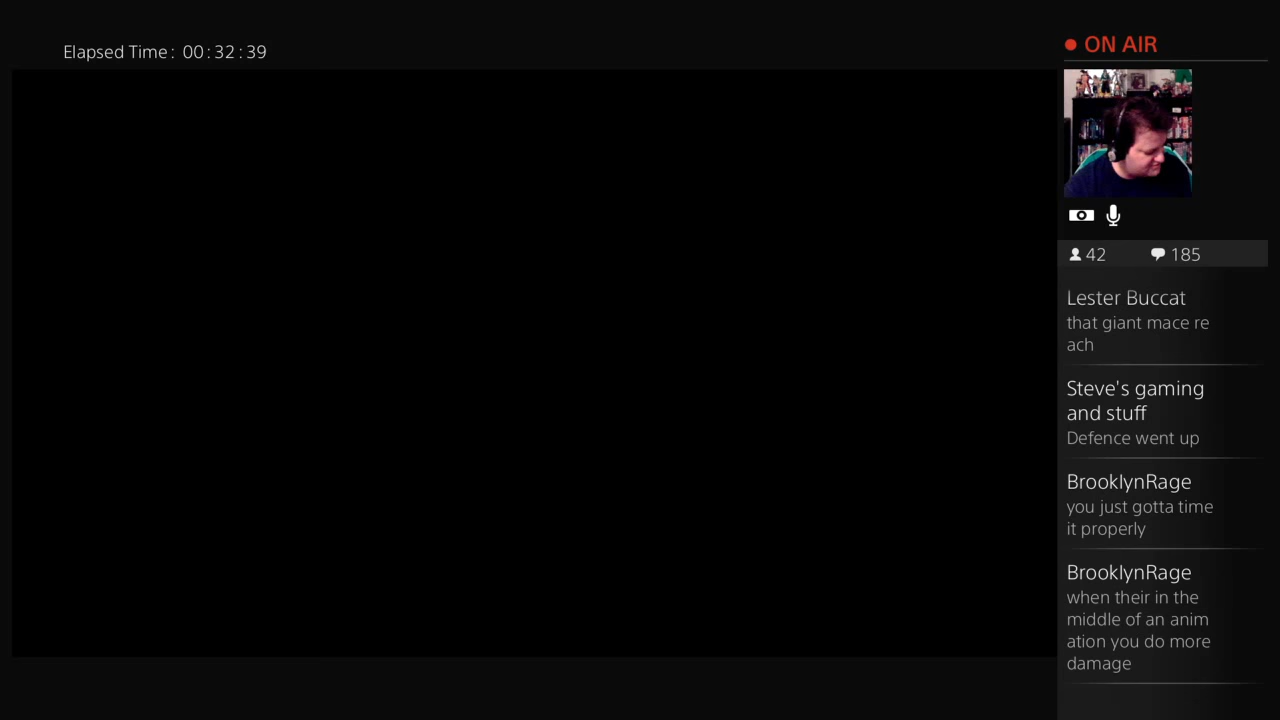 Elapsed Time: 00:32:39
ON AIR
42 185
Lester Buccat
that giant mace re
ach
Steve's gaming
and stuff
Defence went up
BrooklynRage
you just gotta time
it properly
BrooklynRage
when their in the
middle of an anim
ation you do more
damage